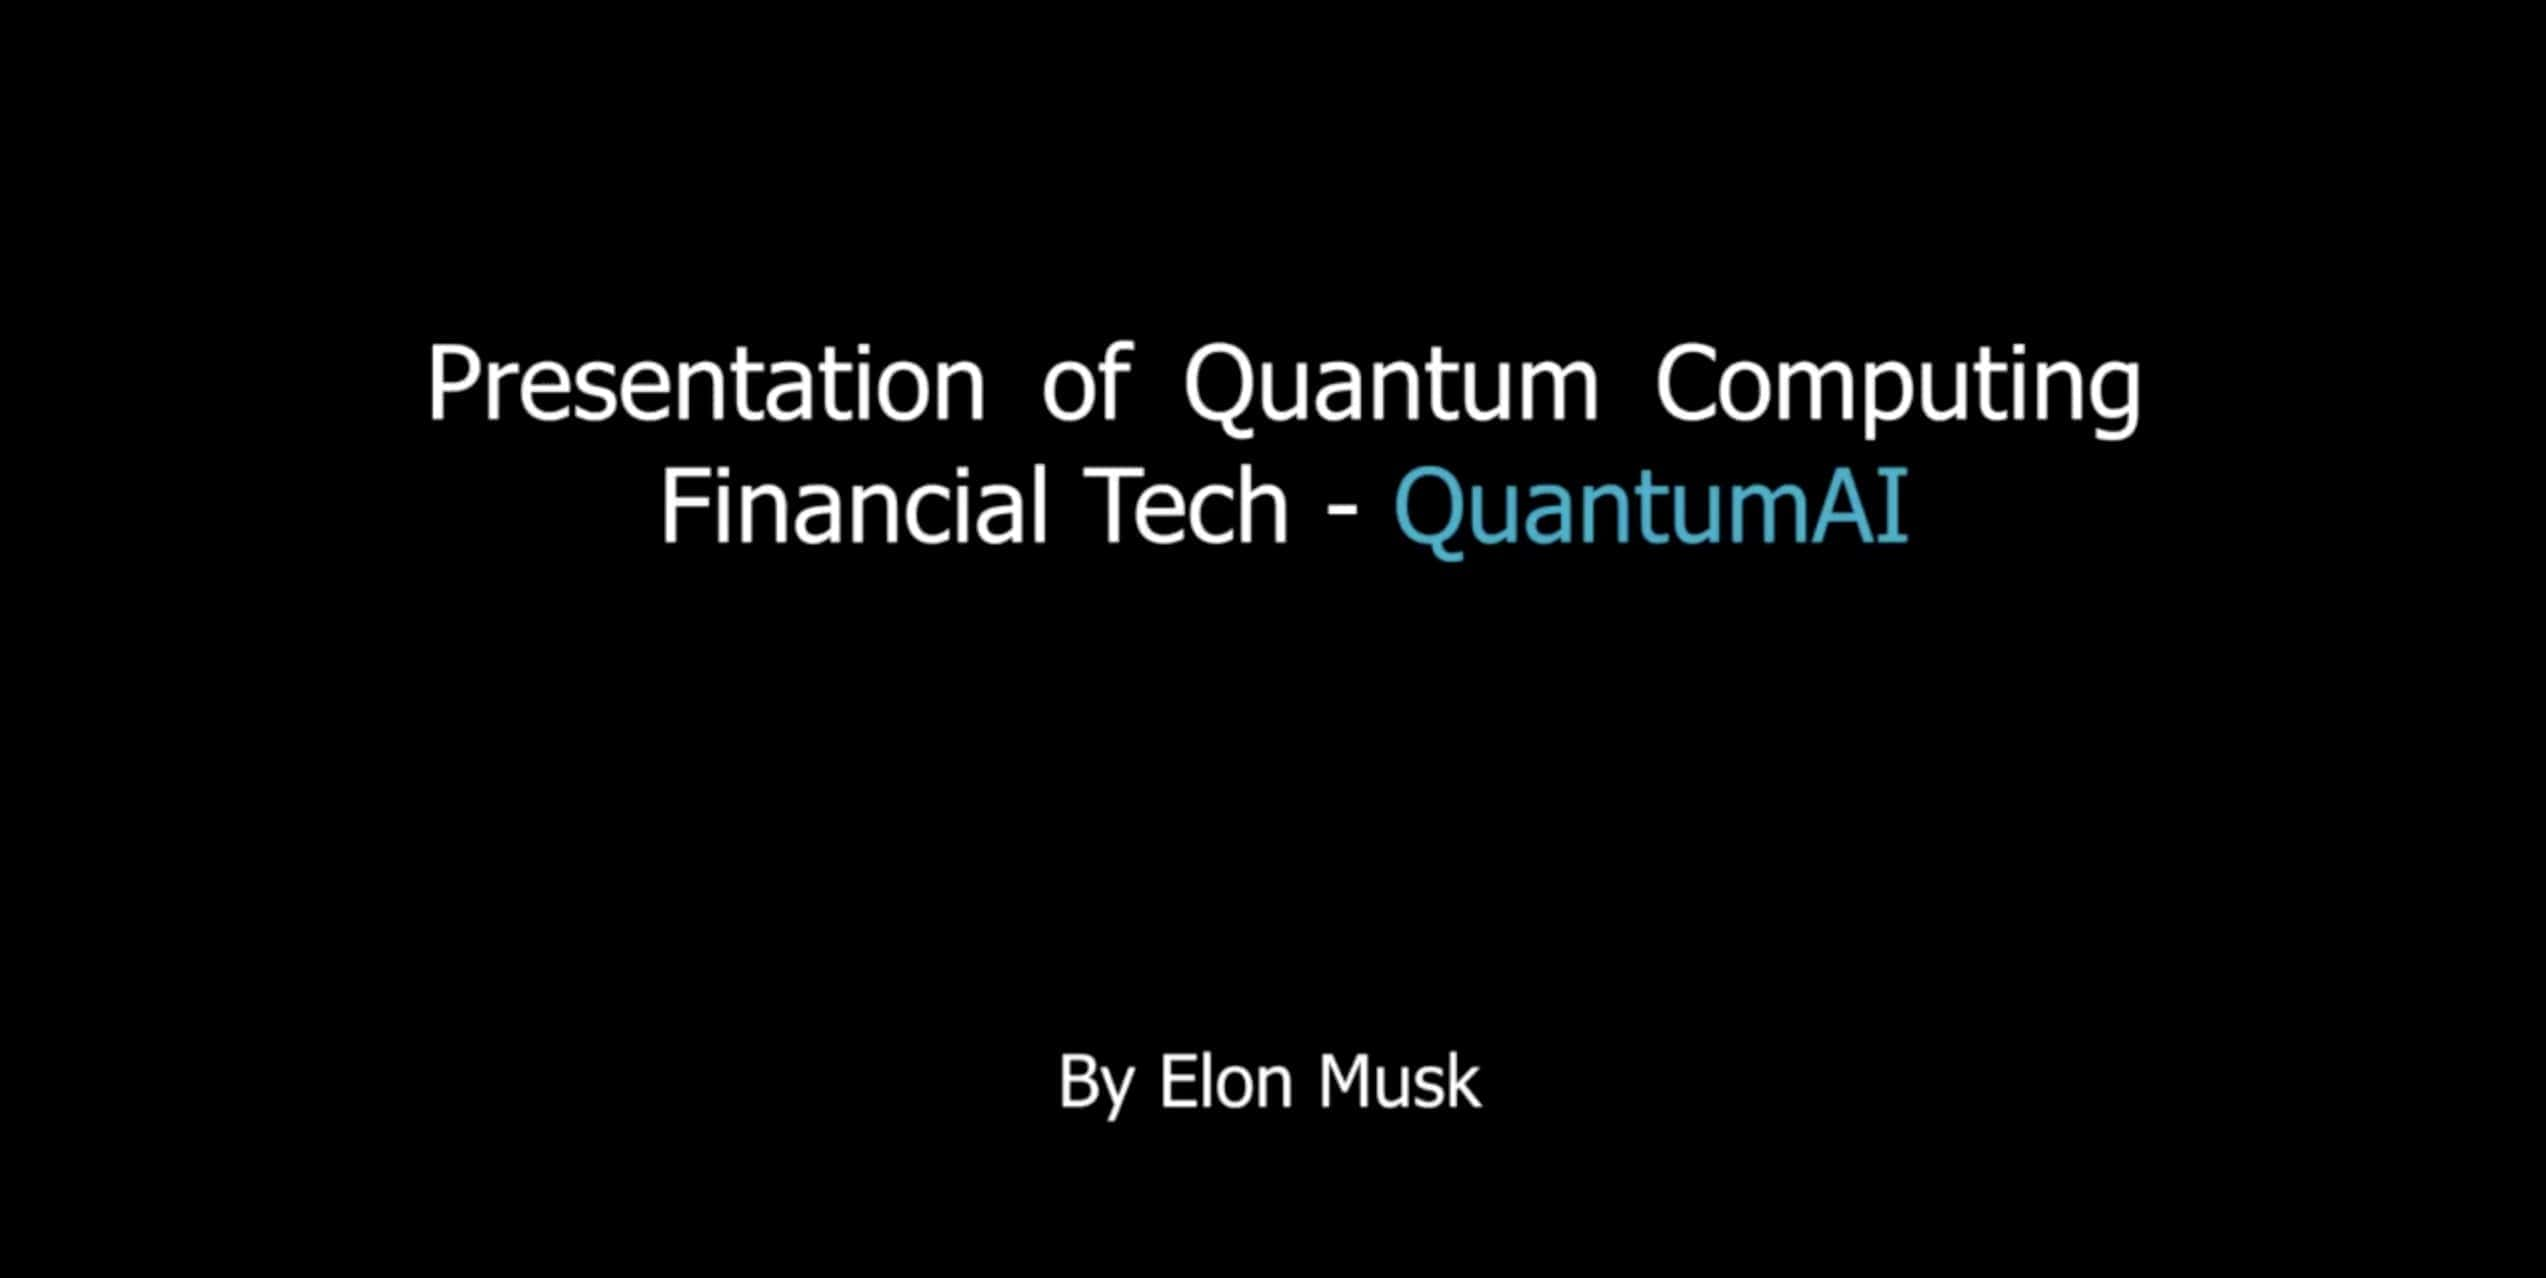 Presentation of Quantum Computing
Financial Tech - QuantumAI
By Elon Musk